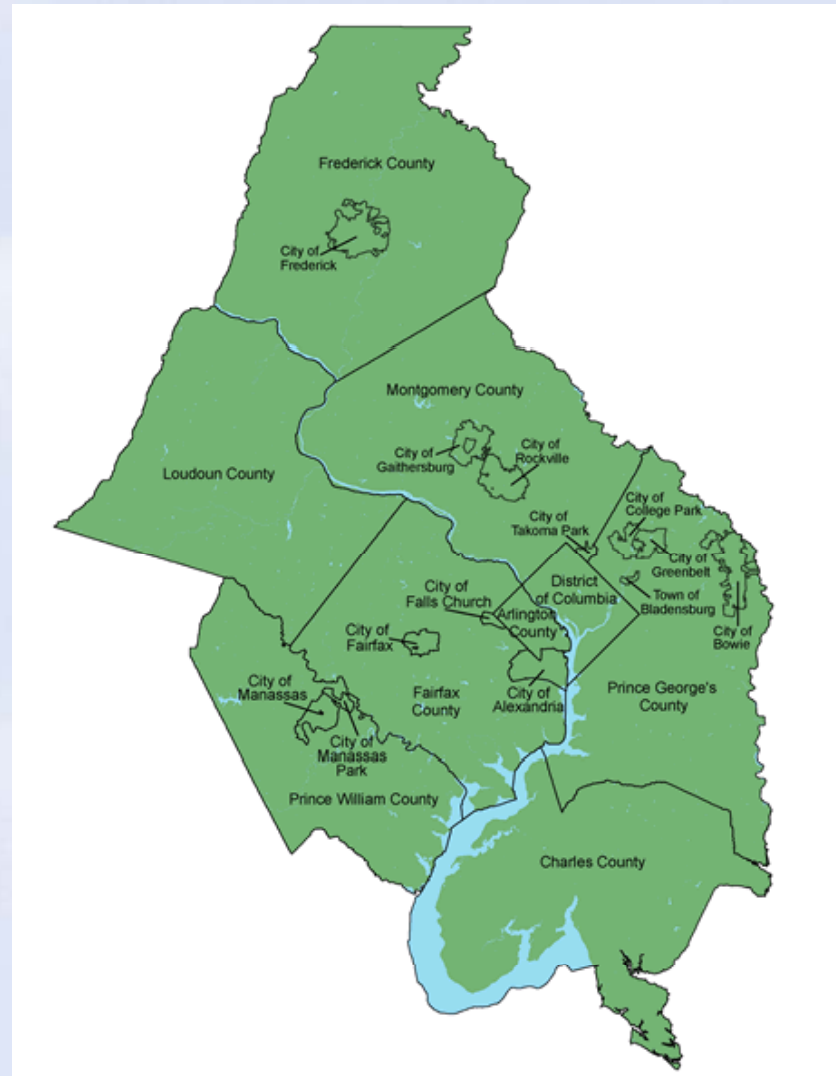 Frederick County
City of
Frederick
Montgomery County
City of
Gaithersburg
City of
Rockville
Loudoun County
City of
College Park
City of
Takoma Park
City of
Greenbelt
District
of Columbia
City of
Falls Church
Town of
Bladensburg
Arlington
County
City of
Bowie
City of
Fairfax
City of
Manassas
Fairfax
County
City of
Alexandria
Prince George's
County
City of
Manassas
Park
Prince William County
Charles County